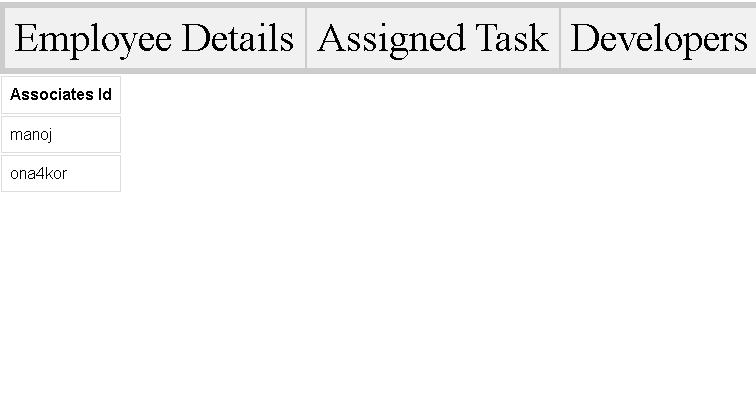 Employee Details Assigned Task Developers
Associates Id
manoj
ona4kor